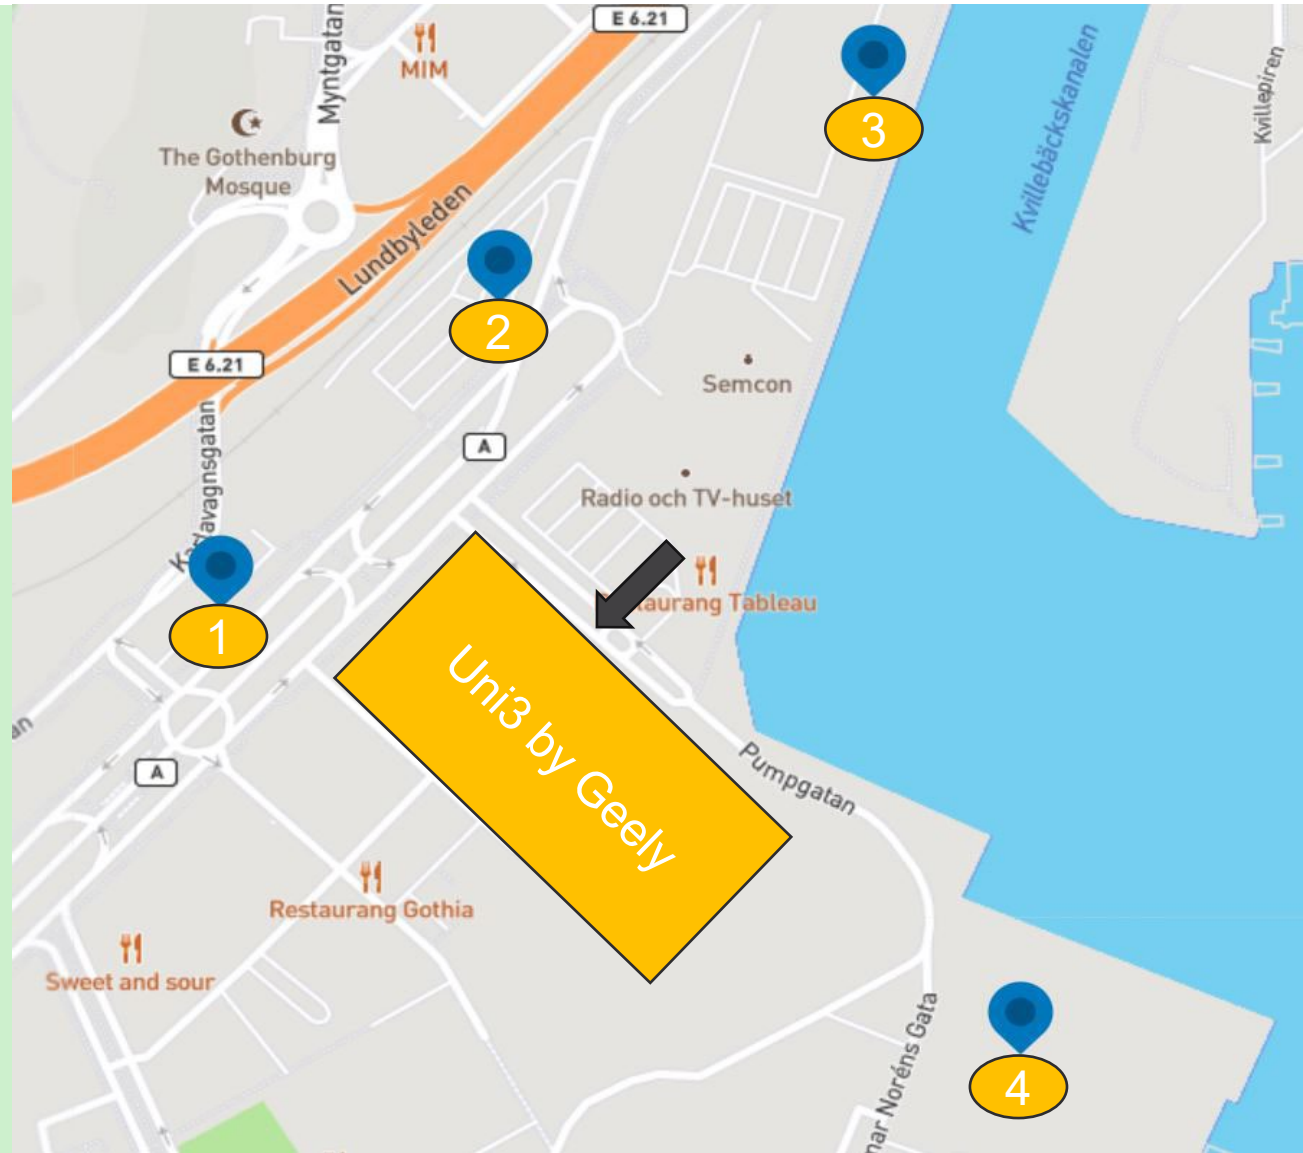 E 6.21
MIM
Myntgatan
3
Kvillebäckskanalen
Kvillepiren
The Gothenburg
Mosque
Lundbyleden
2
E 6.21
Semcon
A
Radio och TV-huset
1
Tableau
Uni3 by Geely
A
Pumpgatan
Restaurang Gothia
Sweet and sour
Noréns Gata
4